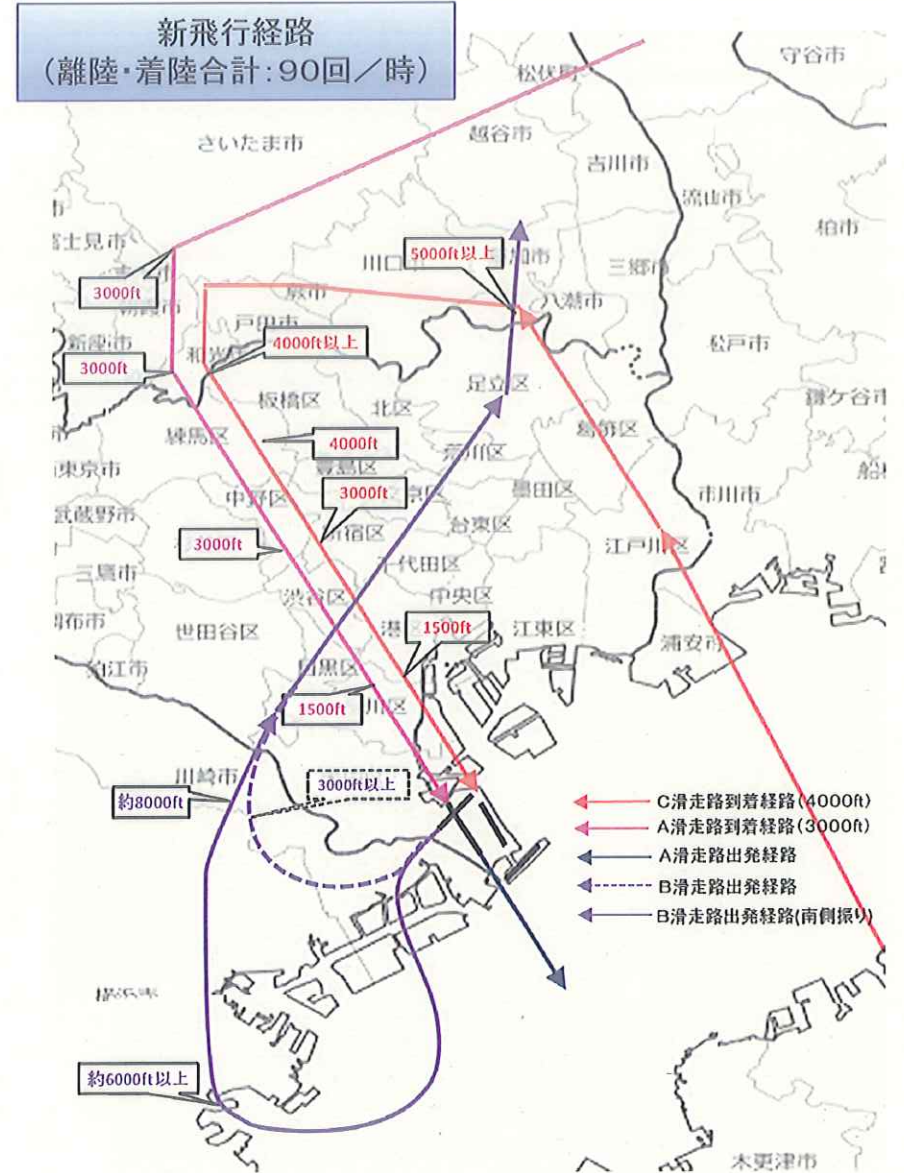 新飛行経路
(離陸・着陸合計:90回/時)
守谷市
松伏町
さいたま市
越谷市
吉川市
流山市
柏市
富士見市
5000ft以上
加市
三郷市
川口
3000ft
蕨市
八潮市
戸田市
新座市
和光
4000ft以上
松戸市
3000ft
足立区
板橋区
北区
鎌ケ谷市
練馬区
4000ft
荒川区
葛飾区
東京市
豊島区
船
中野区
3000ft
京区
墨田区
市川市
武蔵野市
新宿区
台東区
3000ft
江戸川区
三鷹市
千代田区
渋谷区
中央区
調布市
世田谷区
港
1500ft
江東区
浦安市
狛江市
目黒区
1500ft
川区
川崎市
3000ft以上
約8000ft
C滑走路到着経路(4000ft)
A滑走路到着経路(3000ft)
A滑走路出発経路
B滑走路出発経路
B滑走路出発経路(南側振り)
横浜市
約6000ft以上
木更津市